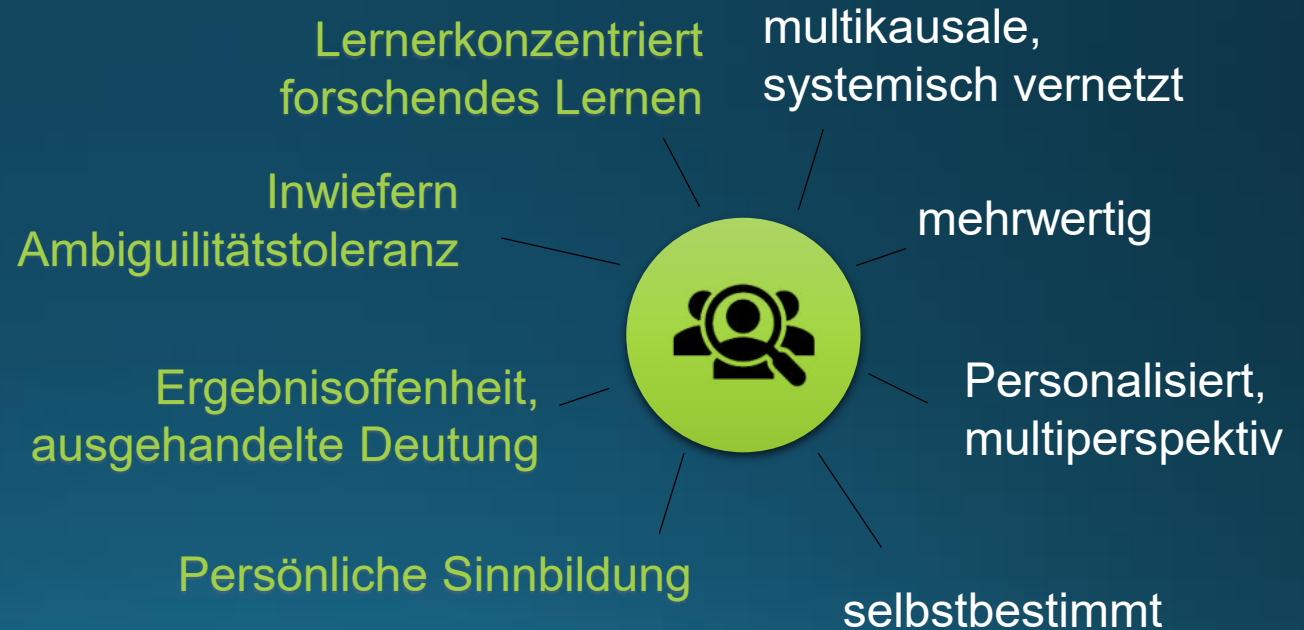 Lernerkonzentriert
forschendes Lernen
multikausale,
systemisch vernetzt
Inwiefern
Ambiguilitätstoleranz
mehrwertig
Ergebnisoffenheit,
ausgehandelte Deutung
Personalisiert,
multiperspektiv
Persönliche Sinnbildung
selbstbestimmt